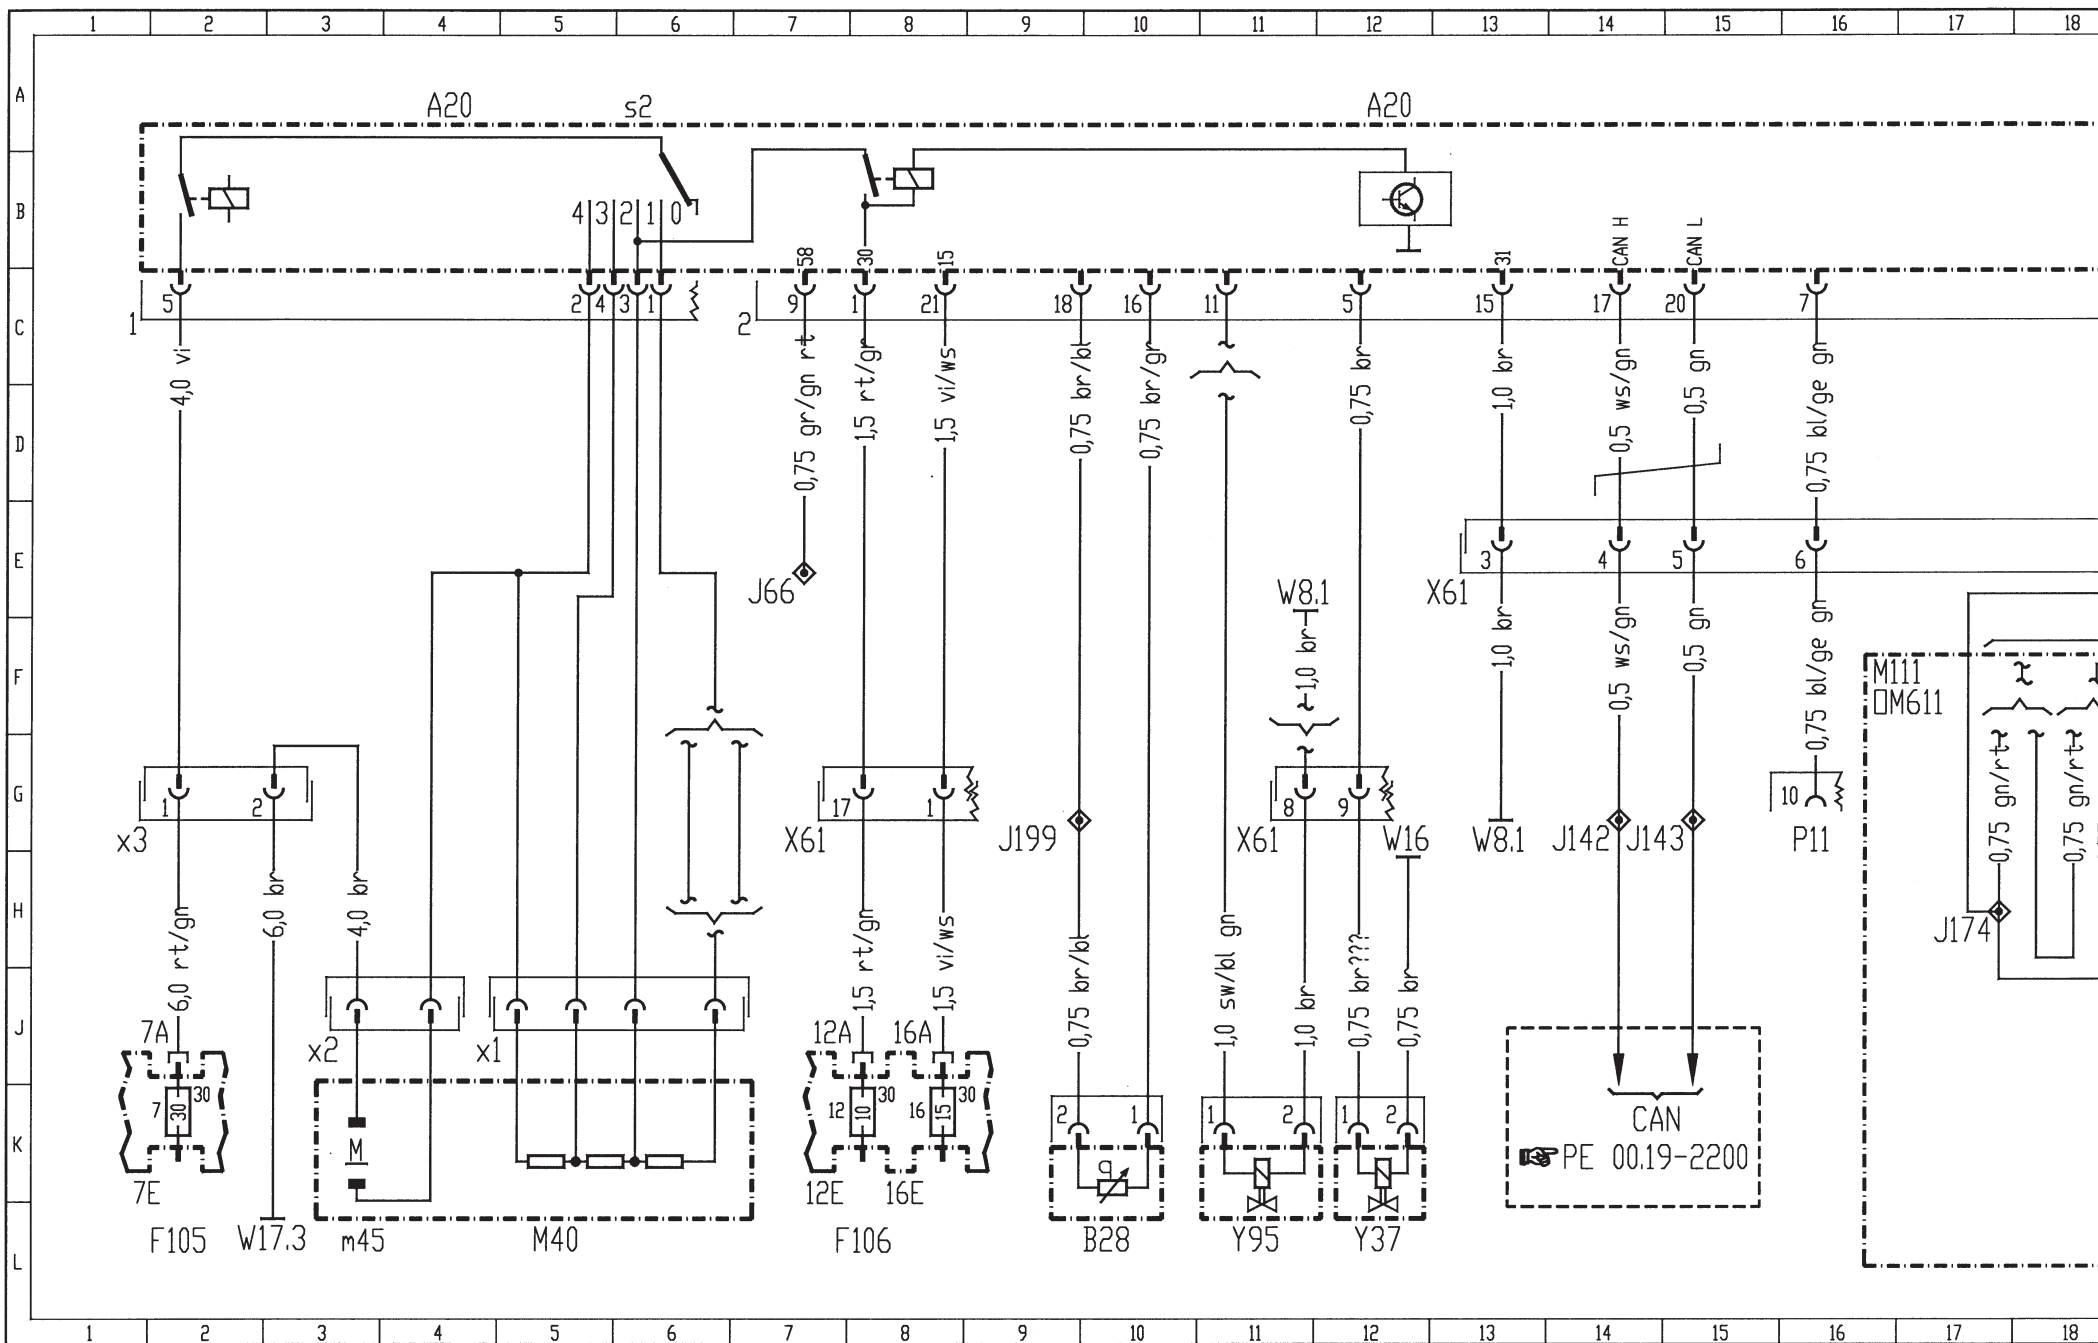 1 2 3 4 5 6 7 8 9 10 11 12 13 14 15 16 17 18
A
A20 s2 A20
B
4 3 2 1 0
58 30 15 31 CAN H CAN L
C
5 2 4 3 1 9 1 21 18 16 11 5 15 17 20 7
1 2
4,0 vi
0,75 gr/gn rt
1,5 rt/gr
1,5 vi/ws
0,75 br/bl
0,75 br/gr
0,75 br
1,0 br
0,5 ws/gn
0,5 gn
0,75 bl/ge gn
D
E
3 4 5 6
J66 W8.1 X61
1,0 br
1,0 br
0,5 ws/gn
0,5 gn
0,75 bl/ge gn
F
M111
OM611
G
1 2 17 1 8 9 10
x3 X61 J199 X61 W16 W8.1 J142 J143 P11
0,75 gn/rt
0,75 gn/rt
H
6,0 rt/gn
6,0 br
4,0 br
1,5 rt/gn
1,5 vi/ws
0,75 br/bl
1,0 sw/bl gn
1,0 br
0,75 br???
0,75 br
J174
J
7A x2 x1 12A 16A
K
7 30 30 12 10 30 16 15 30
M
2 1 1 2 1 2
q
CAN
PE 00.19-2200
7E 12E 16E
F105 W17.3 m45 M40 F106 B28 Y95 Y37
L
1 2 3 4 5 6 7 8 9 10 11 12 13 14 15 16 17 18